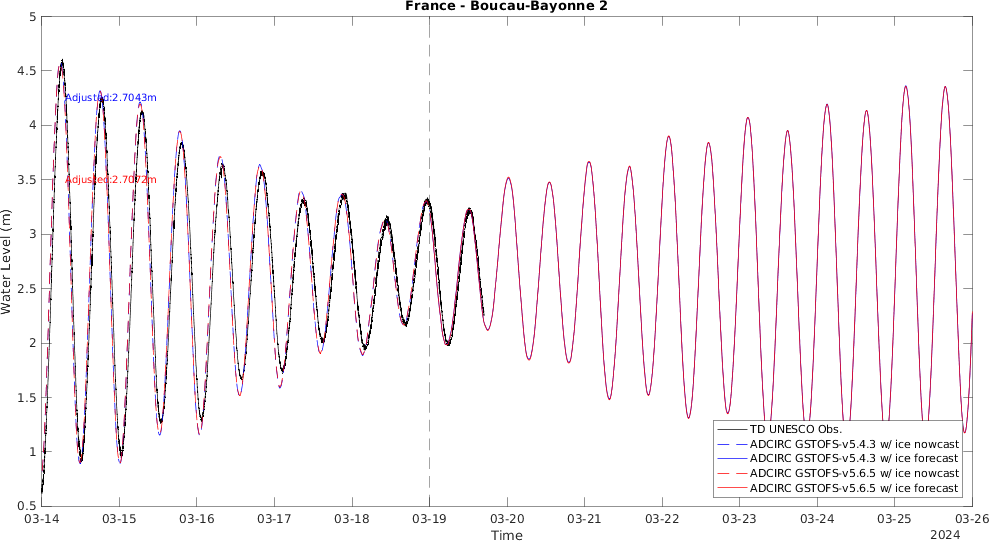 France - Boucau-Bayonne 2
5
4.5
4
3.5
3
2.5
2
1.5
1
0.5
Water Level (m)
Adjusted:2.7043m
Adjusted:2.7072m
TD UNESCO Obs.
ADCIRC GSTOFS-v5.4.3 w/ ice nowcast
ADCIRC GSTOFS-v5.4.3 w/ ice forecast
ADCIRC GSTOFS-v5.6.5 w/ ice nowcast
ADCIRC GSTOFS-v5.6.5 w/ ice forecast
03-14 03-15 03-16 03-17 03-18 03-19 03-20 03-21 03-22 03-23 03-24 03-25 03-26
Time
2024